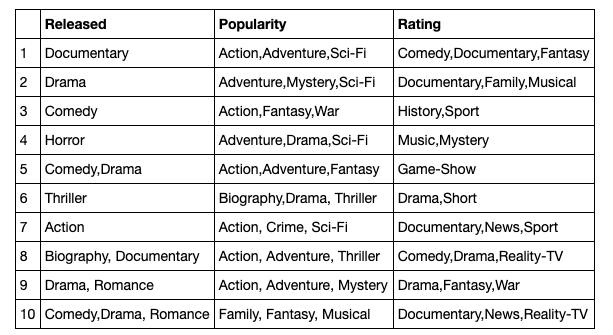 Released Popularity Rating
1 Documentary Action,Adventure,Sci-Fi Comedy,Documentary,Fantasy
2 Drama Adventure,Mystery,Sci-Fi Documentary,Family,Musical
3 Comedy Action,Fantasy,War History,Sport
4 Horror Adventure,Drama,Sci-Fi Music,Mystery
5 Comedy,Drama Action,Adventure,Fantasy Game-Show
6 Thriller Biography,Drama, Thriller Drama,Short
7 Action Action, Crime, Sci-Fi Documentary,News,Sport
8 Biography, Documentary Action, Adventure, Thriller Comedy,Drama,Reality-TV
9 Drama, Romance Action, Adventure, Mystery Drama,Fantasy,War
10 Comedy,Drama, Romance Family, Fantasy, Musical Documentary,News,Reality-TV